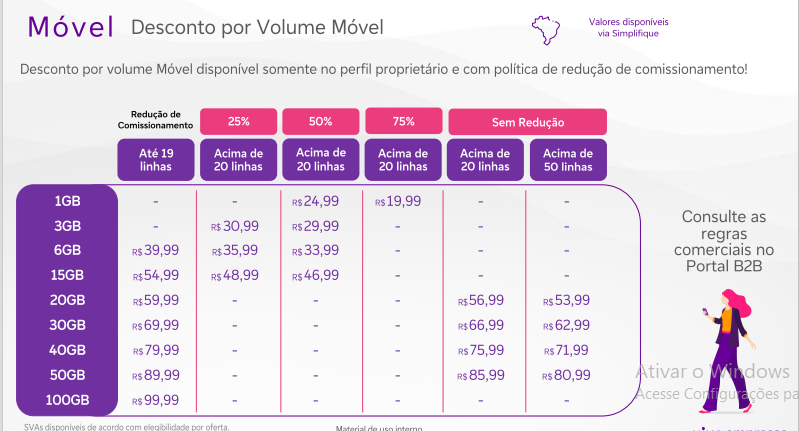 Móvel Desconto por Volume Móvel
Valores disponíveis
via Simplifique
Desconto por volume Móvel disponível somente no perfil proprietário e com política de redução de comissionamento!
Redução de
Comissionamento
25% 50% 75% Sem Redução
Até 19
linhas
Acima de
20 linhas
Acima de
20 linhas
Acima de
20 linhas
Acima de
20 linhas
Acima de
50 linhas
1GB - - R$24,99 R$19,99 - -
3GB - R$30,99 R$29,99 - - -
6GB R$39,99 R$35,99 R$33,99 - - -
15GB R$54,99 R$48,99 R$46,99 - - -
20GB R$59,99 - - - R$56,99 R$53,99
30GB R$69,99 - - - R$66,99 R$62,99
40GB R$79,99 - - - R$75,99 R$71,99
50GB R$89,99 - - - R$85,99 R$80,99
100GB R$99,99 - - - - -
Consulte as
regras
comerciais no
Portal B2B
Ativar o Windows
Acesse Configurações pa
SVAs disponíveis de acordo com elegibilidade por oferta.
Material de uso interno